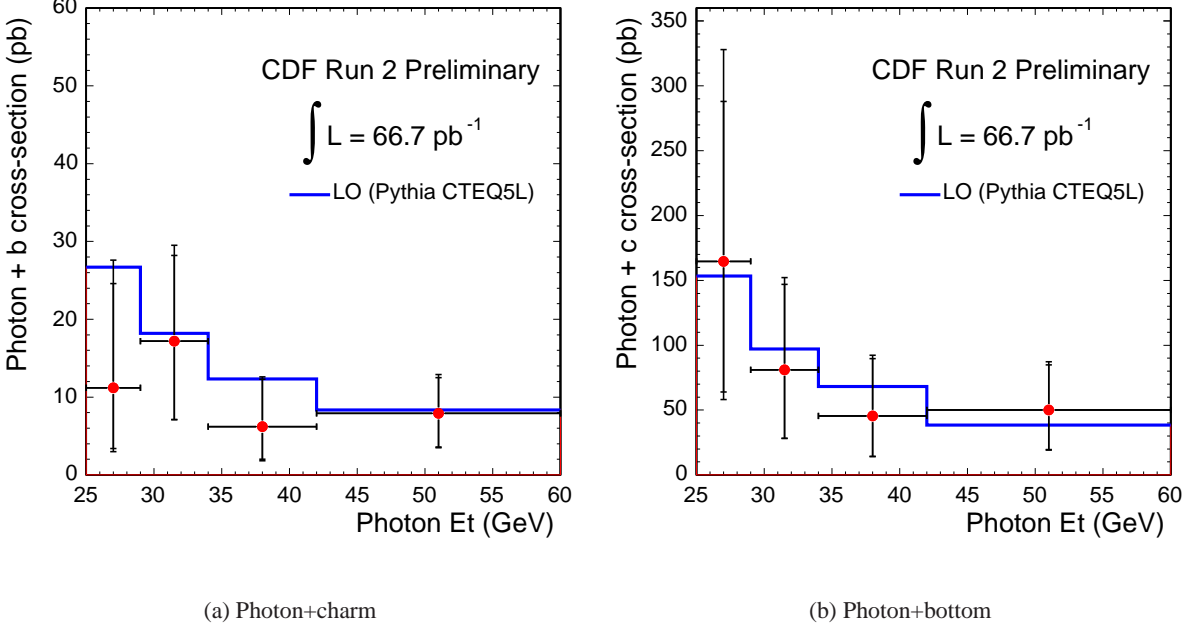 Photon + b cross-section (pb)
60
50
40
30
20
10
0
CDF Run 2 Preliminary
∫ L = 66.7 pb⁻¹
LO (Pythia CTEQ5L)
25 30 35 40 45 50 55 60
Photon Et (GeV)
(a) Photon+charm
Photon + c cross-section (pb)
350
300
250
200
150
100
50
0
CDF Run 2 Preliminary
∫ L = 66.7 pb⁻¹
LO (Pythia CTEQ5L)
25 30 35 40 45 50 55 60
Photon Et (GeV)
(b) Photon+bottom